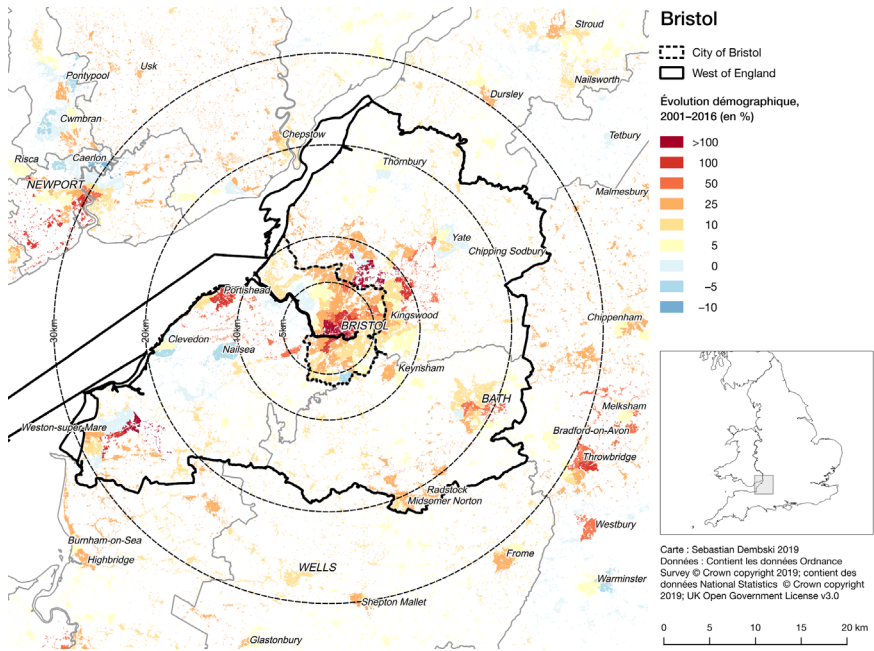 Bristol
City of Bristol
West of England
Évolution démographique,
2001–2016 (en %)
>100
100
50
25
10
5
0
–5
–10
Stroud
Usk
Pontypool
Nailsworth
Dursley
Cwmbran
Chepstow
Tetbury
Risca
Caerlon
Thornbury
NEWPORT
Malmesbury
Yate
Chipping Sodbury
Portishead
Kingswood
BRISTOL
Chippenham
30km
20km
10km
5km
Clevedon
Nailsea
Keynsham
BATH
Melksham
Weston-super-Mare
Bradford-on-Avon
Throwbridge
Radstock
Midsomer Norton
Westbury
Burnham-on-Sea
Highbridge
Frome
WELLS
Warminster
Shepton Mallet
Glastonbury
Carte : Sebastian Dembski 2019
Données : Contient les données Ordnance
Survey © Crown copyright 2019; contient des
données National Statistics © Crown copyright
2019; UK Open Government License v3.0
0 5 10 15 20 km